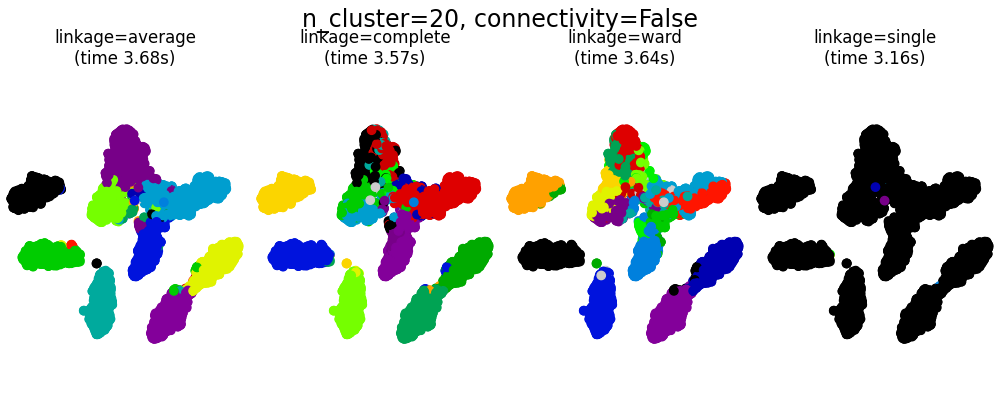 n_cluster=20, connectivity=False
linkage=average
(time 3.68s)
linkage=complete
(time 3.57s)
linkage=ward
(time 3.64s)
linkage=single
(time 3.16s)